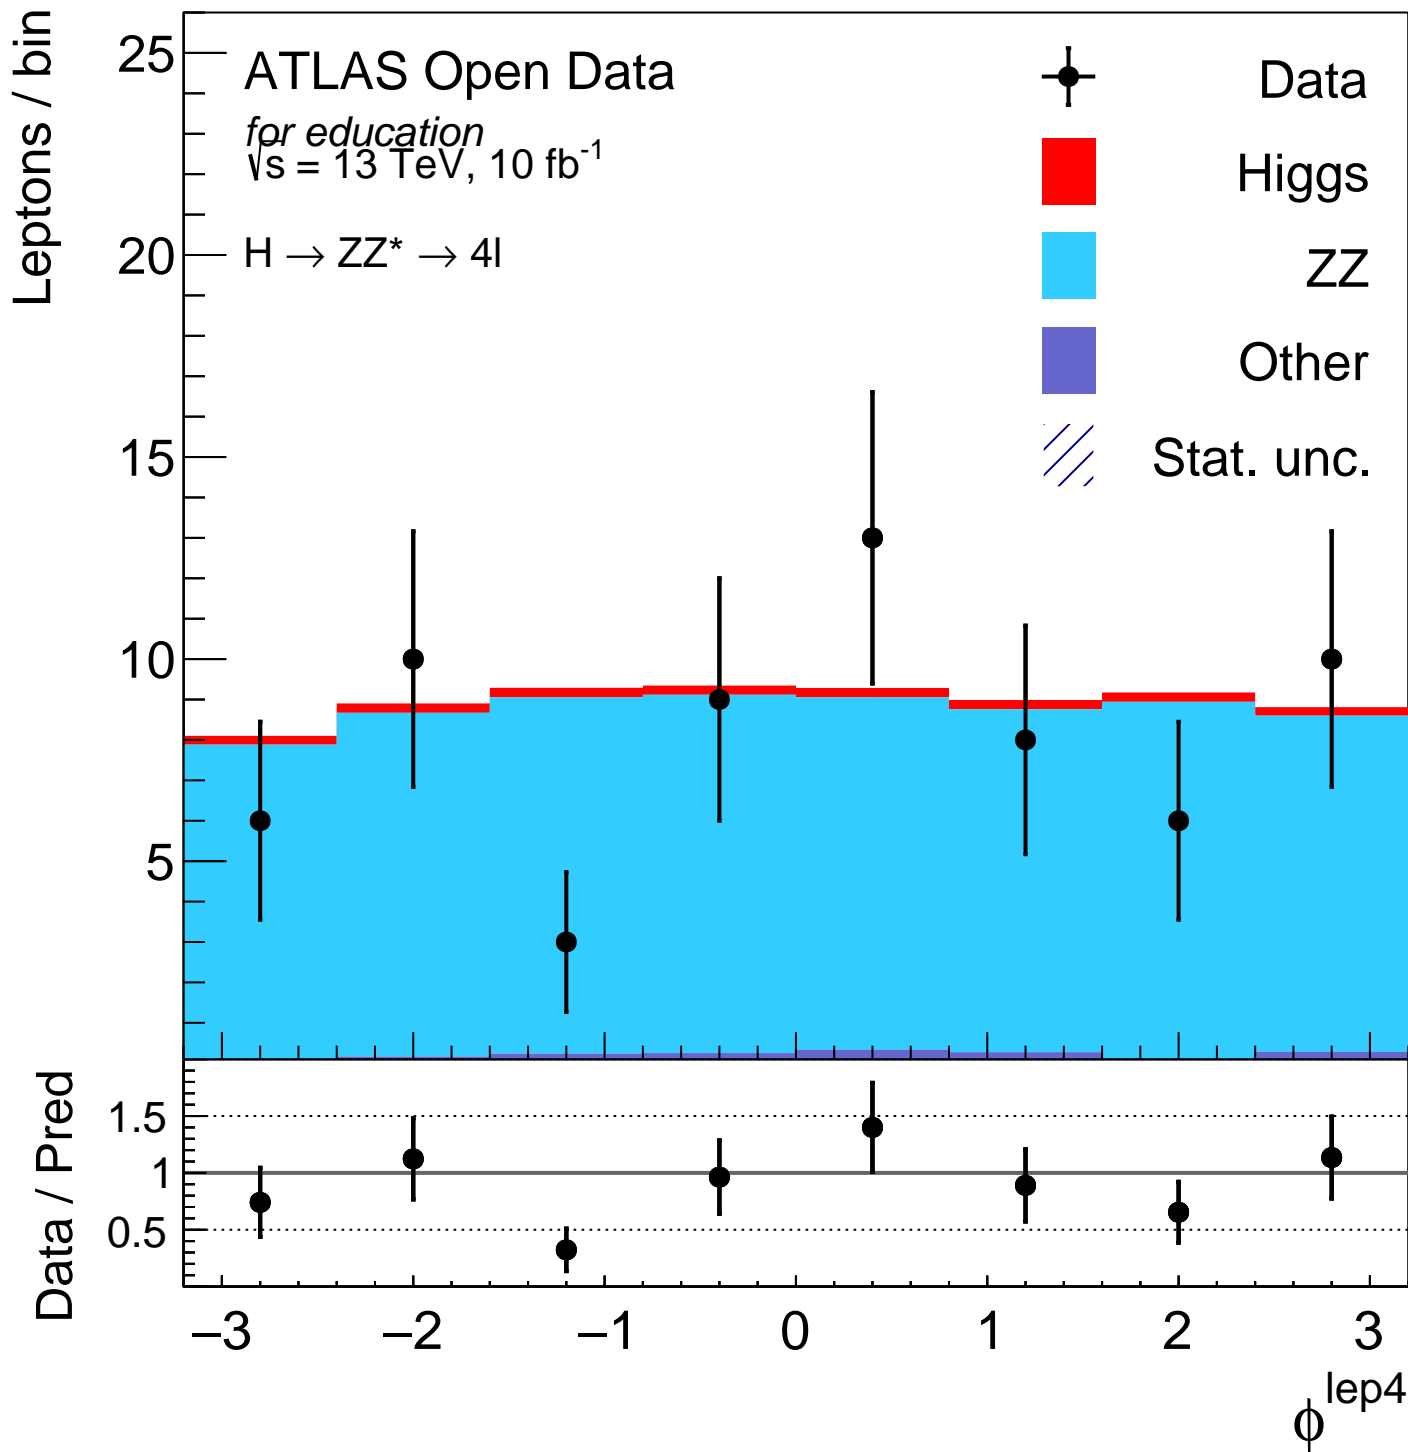 Leptons / bin
25
20
15
10
5
ATLAS Open Data
for education
√s = 13 TeV, 10 fb⁻¹
H → ZZ* → 4l
Data
Higgs
ZZ
Other
Stat. unc.
Data / Pred
1.5
1
0.5
−3 −2 −1 0 1 2 3
ϕ^lep4